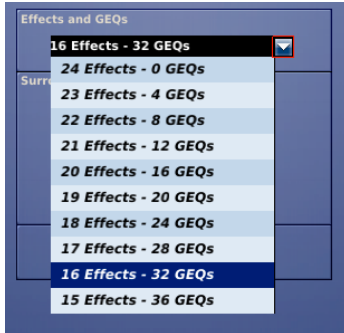 Effects and GEQs
16 Effects - 32 GEQs
24 Effects - 0 GEQs
Surr
23 Effects - 4 GEQs
22 Effects - 8 GEQs
21 Effects - 12 GEQs
20 Effects - 16 GEQs
19 Effects - 20 GEQs
18 Effects - 24 GEQs
17 Effects - 28 GEQs
16 Effects - 32 GEQs
15 Effects - 36 GEQs